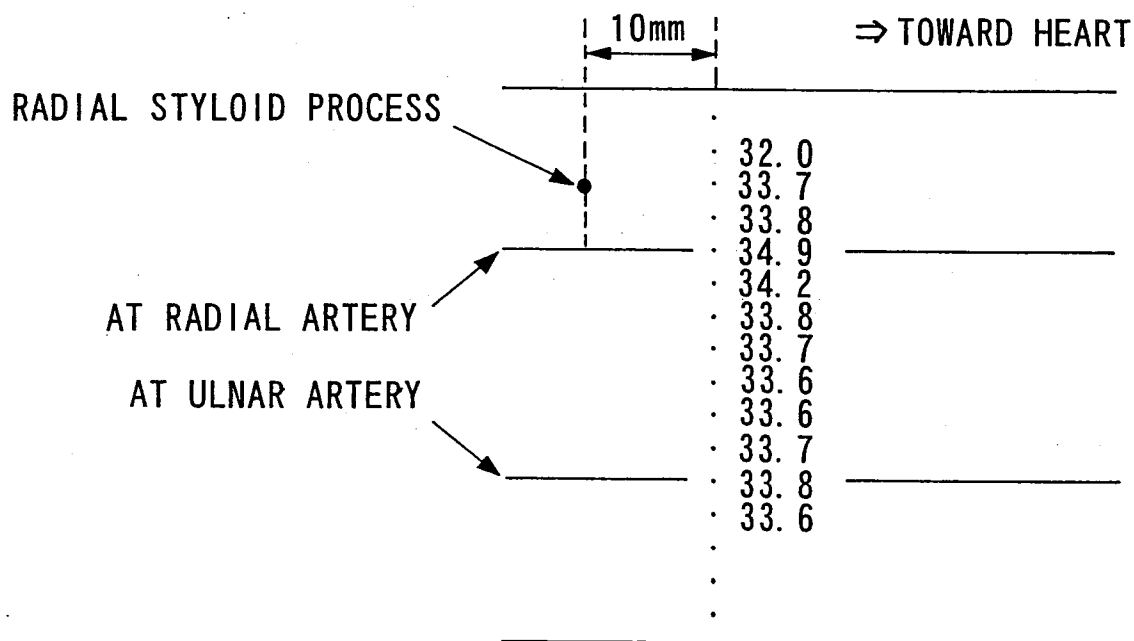 10mm
⇒ TOWARD HEART
RADIAL STYLOID PROCESS
32.0
33.7
33.8
34.9
34.2
33.8
33.7
33.6
33.6
33.7
33.8
33.6
AT RADIAL ARTERY
AT ULNAR ARTERY